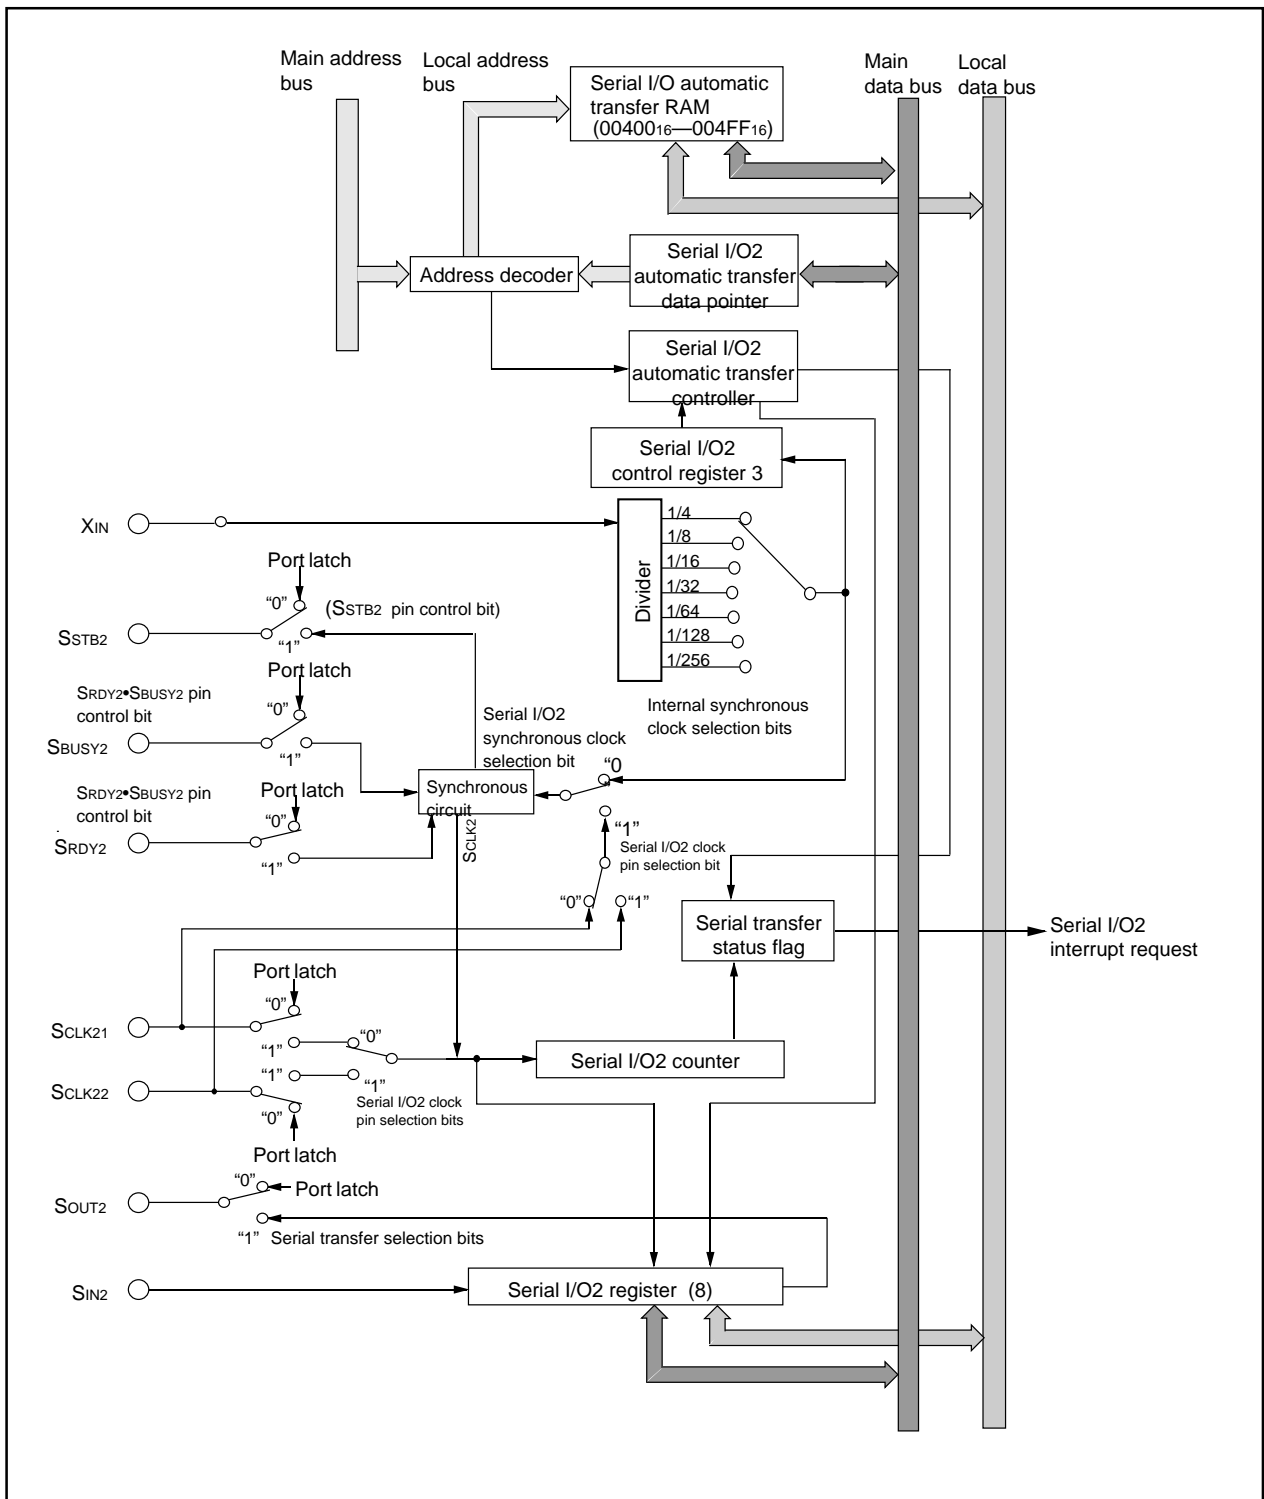 Main address
bus
Local address
bus
Serial I/O automatic
transfer RAM
(0040016—004FF16)
Main
data bus
Local
data bus
Address decoder
Serial I/O2
automatic transfer
data pointer
Serial I/O2
automatic transfer
controller
Serial I/O2
control register 3
XIN
Divider
1/4
1/8
1/16
1/32
1/64
1/128
1/256
Internal synchronous
clock selection bits
Port latch
“0”
(SSTB2 pin control bit)
SSTB2
“1”
Port latch
SRDY2•SBUSY2 pin
control bit
“0”
SBUSY2
“1”
Serial I/O2
synchronous clock
selection bit
“0
Synchronous
circuit
SRDY2•SBUSY2 pin
control bit
Port latch
“0”
SRDY2
“1”
SCLK2
“1”
Serial I/O2 clock
pin selection bit
“0”
“1”
Serial transfer
status flag
Serial I/O2
interrupt request
Port latch
“0”
SCLK21
“1”
“0”
Serial I/O2 counter
“1”
“1”
SCLK22
Serial I/O2 clock
pin selection bits
“0”
Port latch
“0”
Port latch
SOUT2
“1”
Serial transfer selection bits
SIN2
Serial I/O2 register (8)